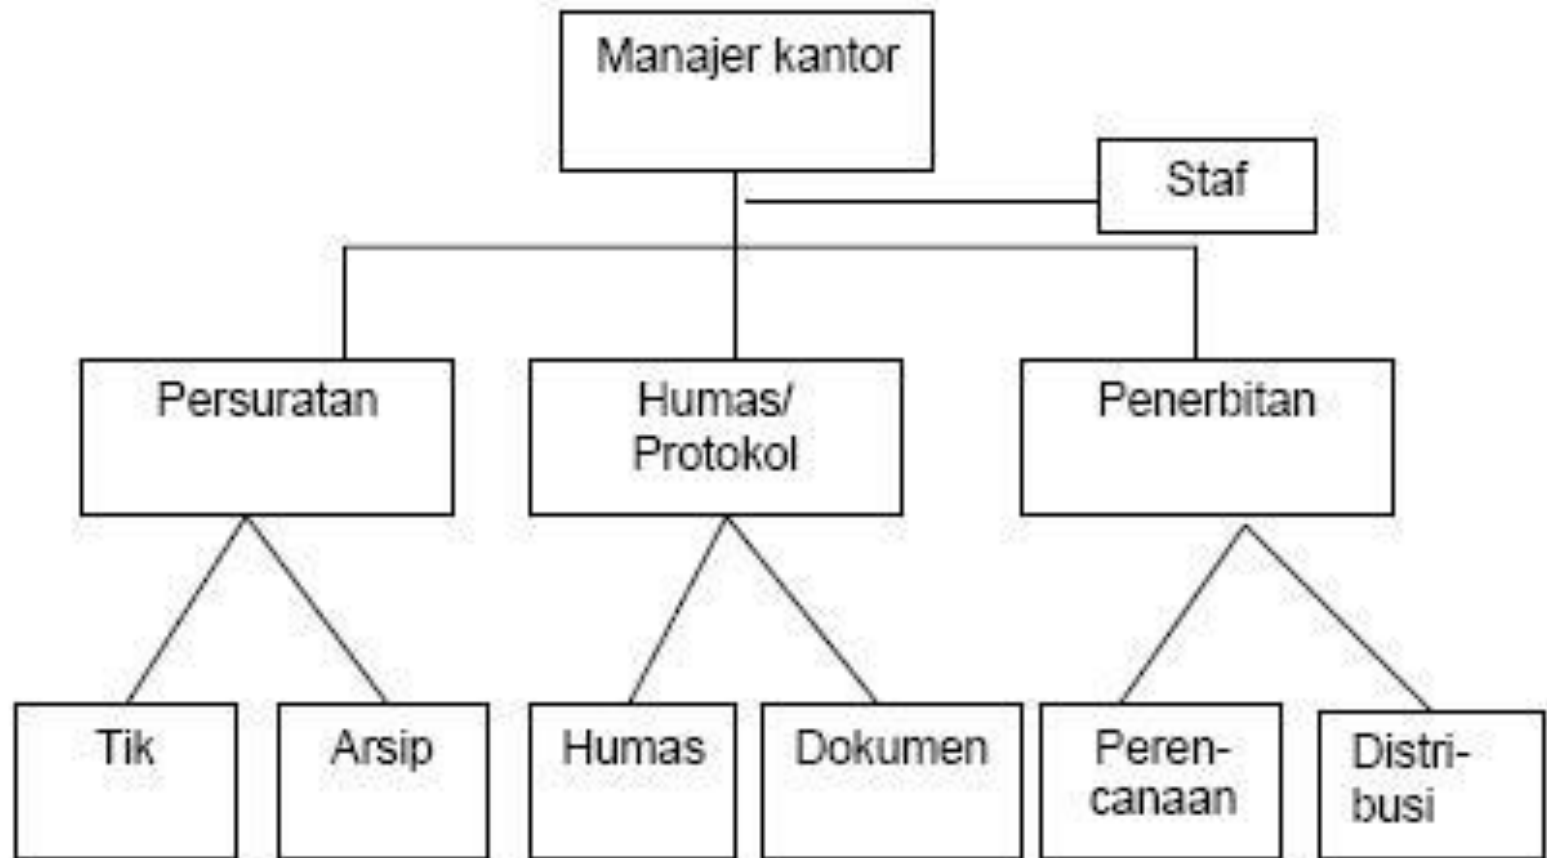 Manajer kantor
Staf
Persuratan
Humas/
Protokol
Penerbitan
Tik
Arsip
Humas
Dokumen
Peren-
canaan
Distri-
busi